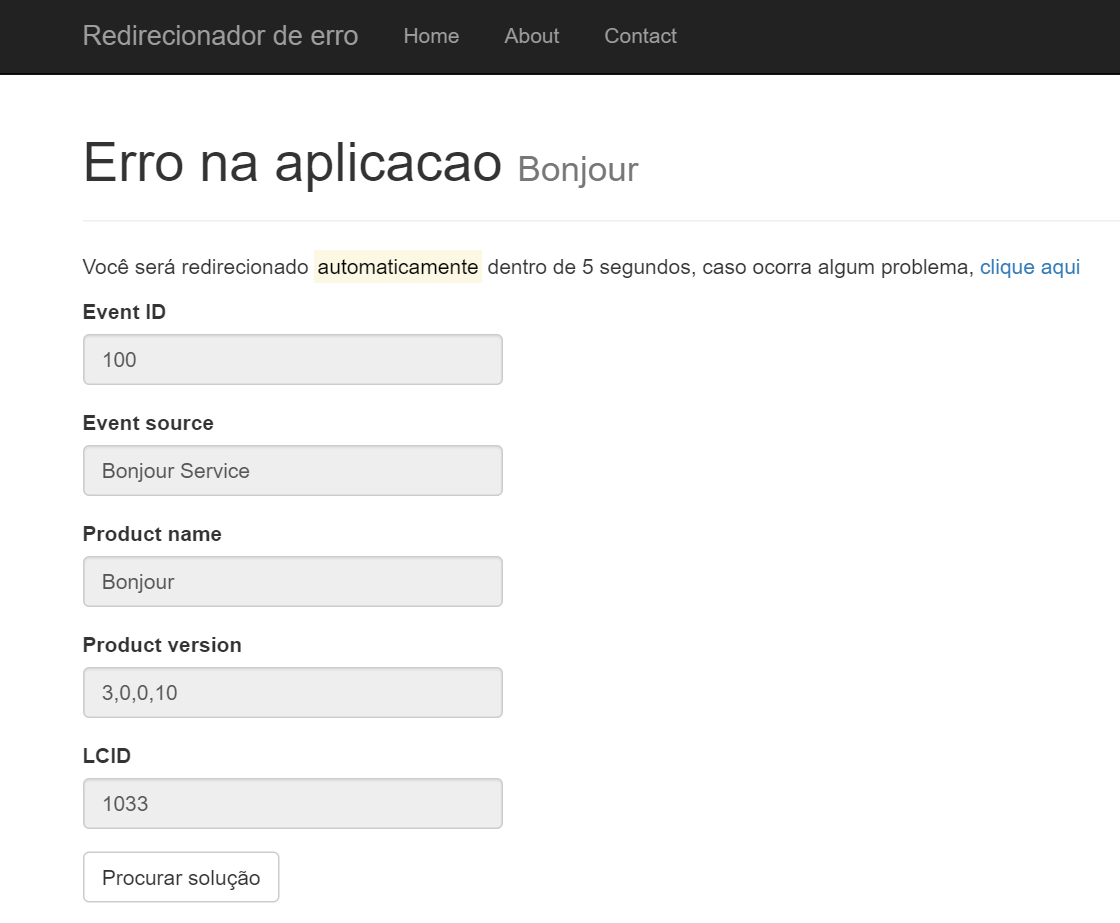 Redirecionador de erro Home About Contact
Erro na aplicacao Bonjour
Você será redirecionado automaticamente dentro de 5 segundos, caso ocorra algum problema, clique aqui
Event ID
100
Event source
Bonjour Service
Product name
Bonjour
Product version
3,0,0,10
LCID
1033
Procurar solução